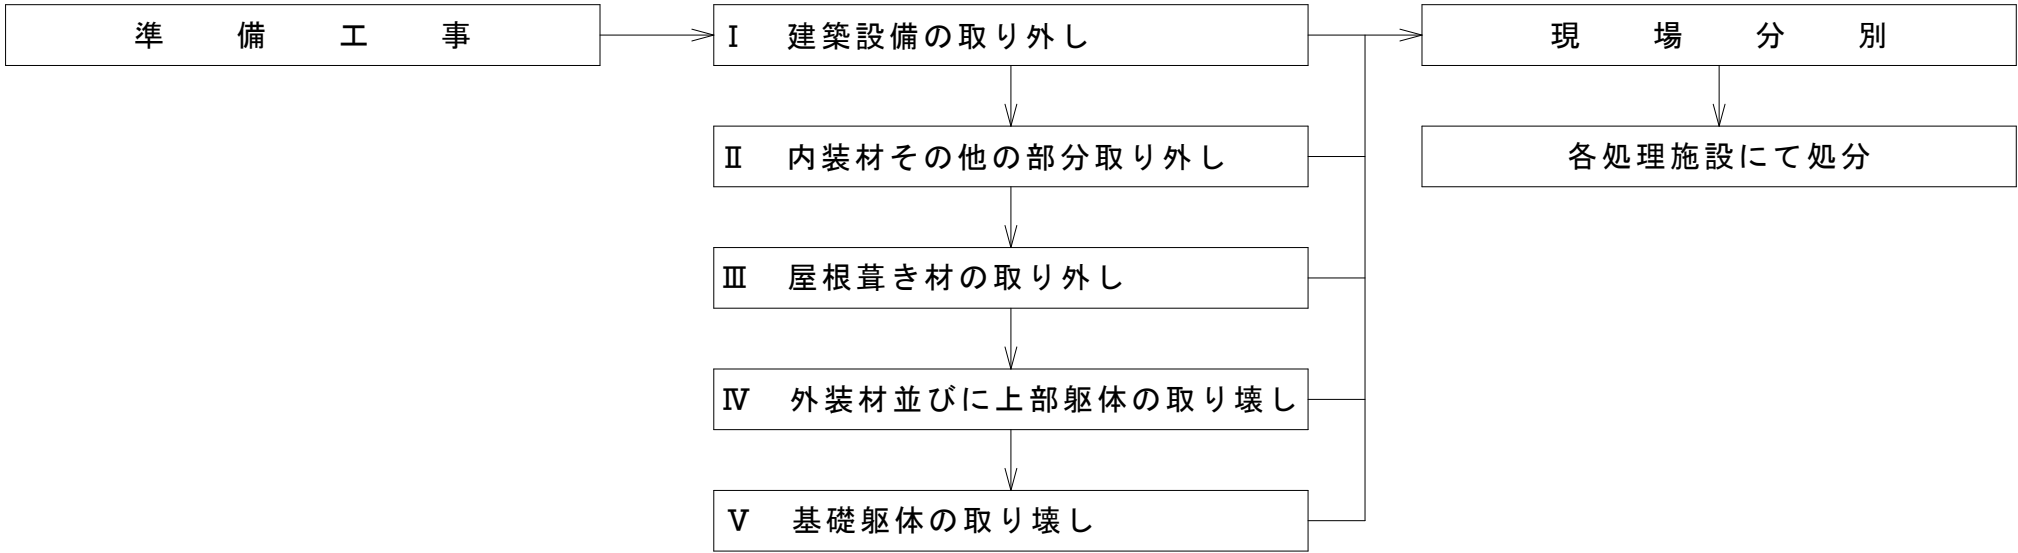 準備工事
Ⅰ 建築設備の取り外し
Ⅱ 内装材その他の部分取り外し
Ⅲ 屋根葺き材の取り外し
Ⅳ 外装材並びに上部躯体の取り壊し
Ⅴ 基礎躯体の取り壊し
現場分別
各処理施設にて処分